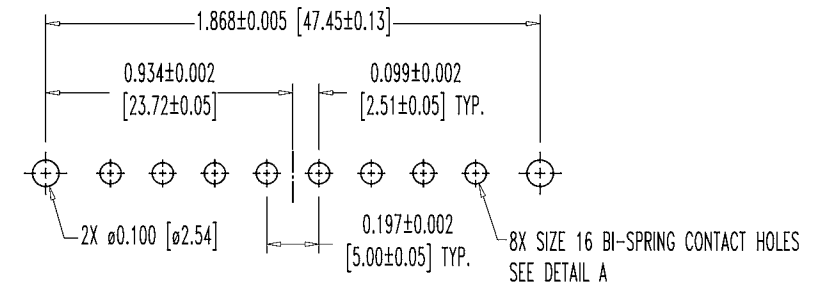 1.868±0.005 [47.45±0.13]
0.934±0.002
[23.72±0.05]
0.099±0.002
[2.51±0.05] TYP.
2X ø0.100 [ø2.54]
0.197±0.002
[5.00±0.05] TYP.
8X SIZE 16 BI-SPRING CONTACT HOLES
SEE DETAIL A